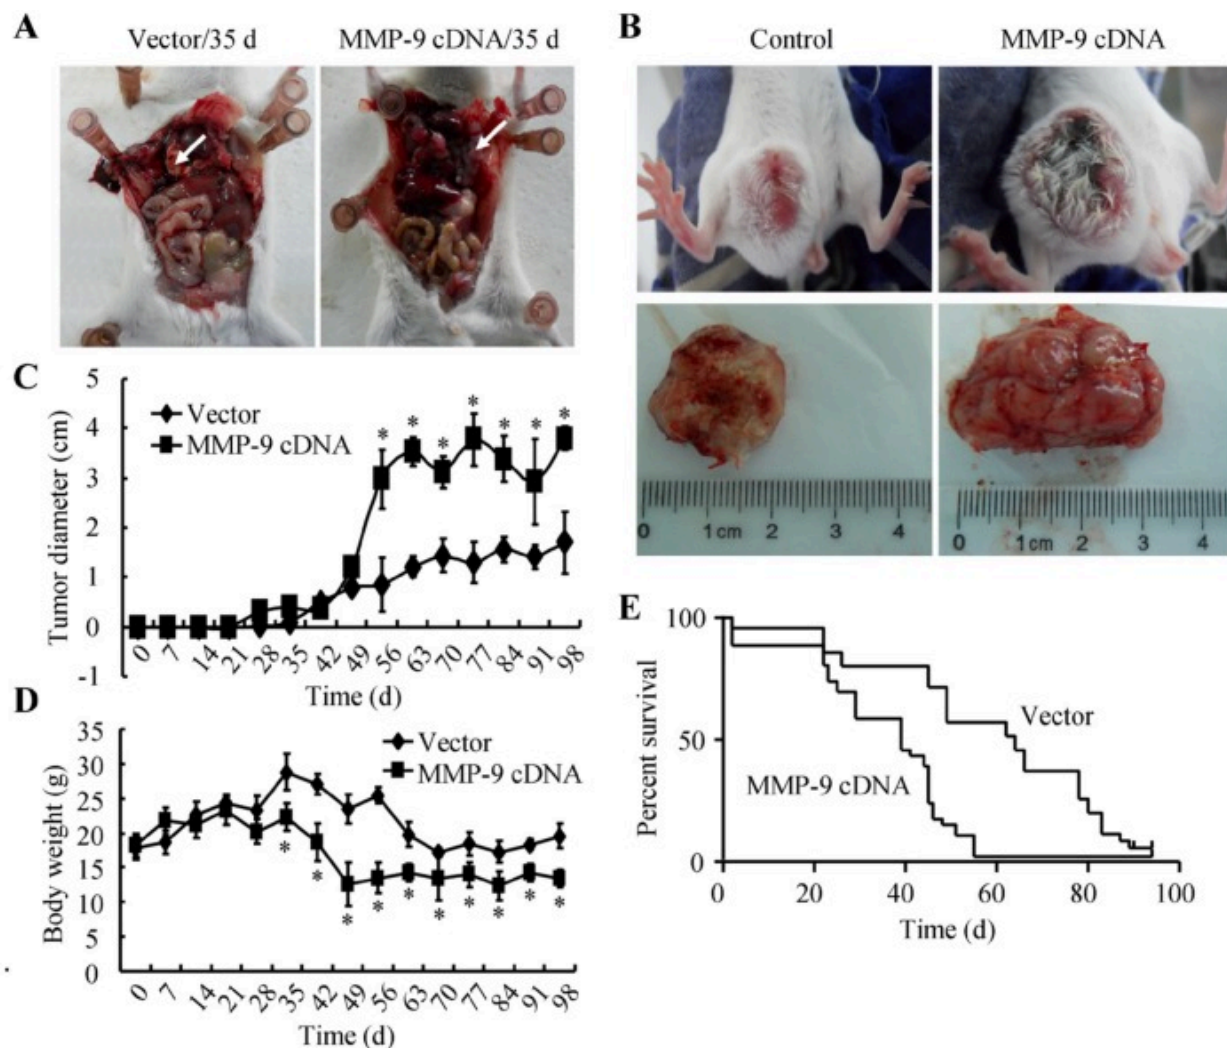 A
Vector/35 d
MMP-9 cDNA/35 d
B
Control
MMP-9 cDNA
0 1 cm 2 3 4
0 1 cm 2 3 4
C
5
4
3
2
1
0
-1
Tumor diameter (cm)
Vector
MMP-9 cDNA
* * * * * * *
0 7 14 21 28 35 42 49 56 63 70 77 84 91 98
Time (d)
D
35
30
25
20
15
10
5
0
Body weight (g)
Vector
MMP-9 cDNA
* * * * * * * * * *
0 7 14 21 28 35 42 49 56 63 70 77 84 91 98
Time (d)
E
100
50
0
Percent survival
Vector
MMP-9 cDNA
0 20 40 60 80 100
Time (d)